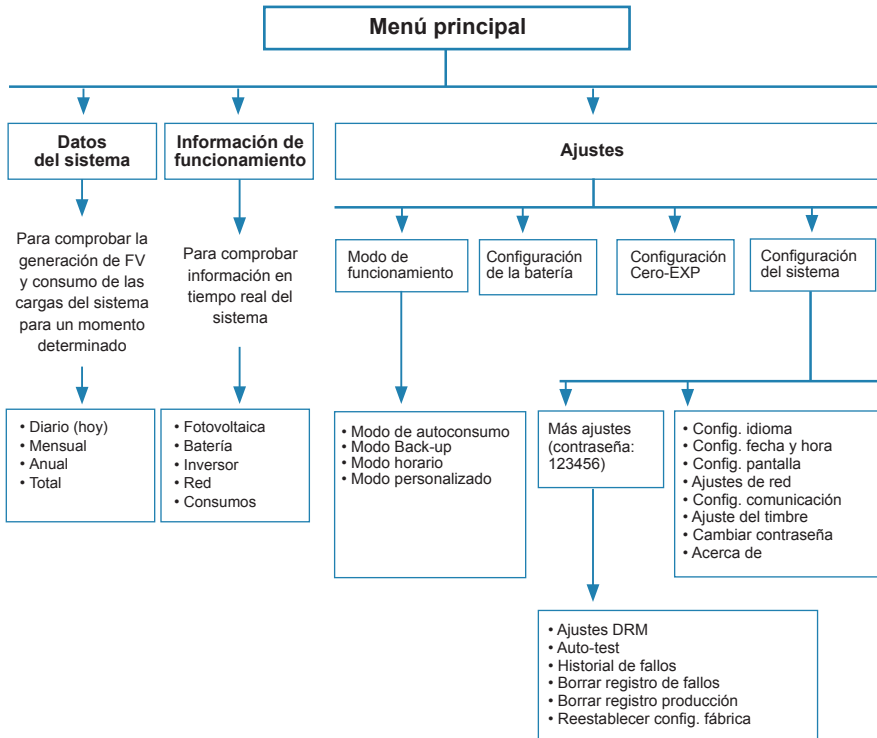 Menú principal
Datos
del sistema
Información de
funcionamiento
Ajustes
Para comprobar la
generación de FV
y consumo de las
cargas del sistema
para un momento
determinado
Para comprobar
información en
tiempo real del
sistema
Modo de
funcionamiento
Configuración
de la batería
Configuración
Cero-EXP
Configuración
del sistema
• Diario (hoy)
• Mensual
• Anual
• Total
• Fotovoltaica
• Batería
• Inversor
• Red
• Consumos
• Modo de autoconsumo
• Modo Back-up
• Modo horario
• Modo personalizado
Más ajustes
(contraseña:
123456)
• Config. idioma
• Config. fecha y hora
• Config. pantalla
• Ajustes de red
• Config. comunicación
• Ajuste del timbre
• Cambiar contraseña
• Acerca de
• Ajustes DRM
• Auto-test
• Historial de fallos
• Borrar registro de fallos
• Borrar registro producción
• Reestablecer config. fábrica